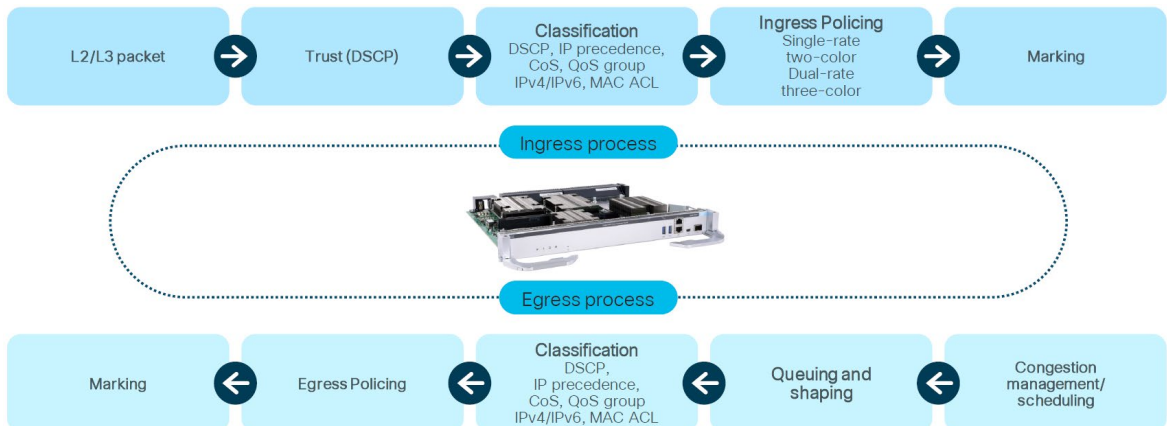 L2/L3 packet
Trust (DSCP)
Classification
DSCP, IP precedence,
CoS, QoS group
IPv4/IPv6, MAC ACL
Ingress Policing
Single-rate
two-color
Dual-rate
three-color
Marking
Ingress process
Egress process
Marking
Egress Policing
Classification
DSCP,
IP precedence,
CoS, QoS group
IPv4/IPv6, MAC ACL
Queuing and
shaping
Congestion
management/
scheduling